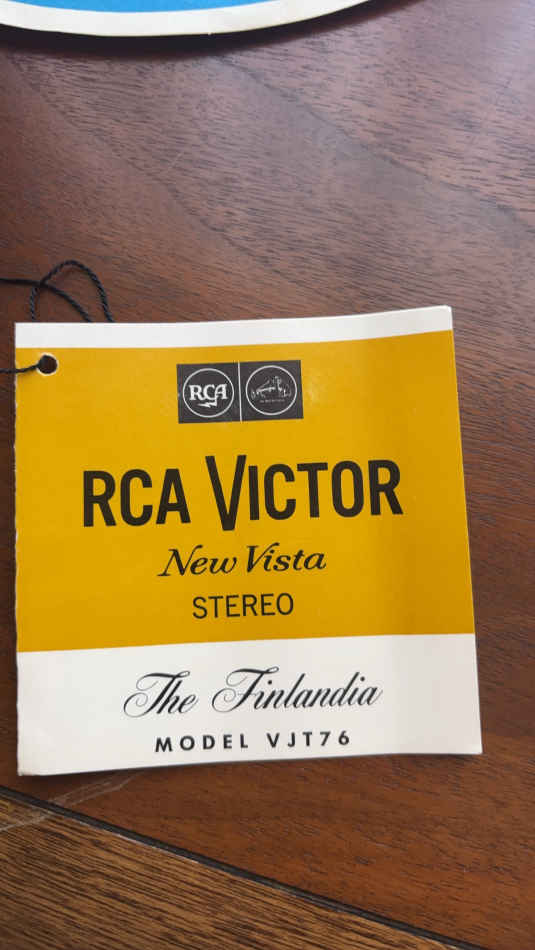 RCA
RCA VICTOR
New Vista
STEREO
The Finlandia
MODEL VJT76